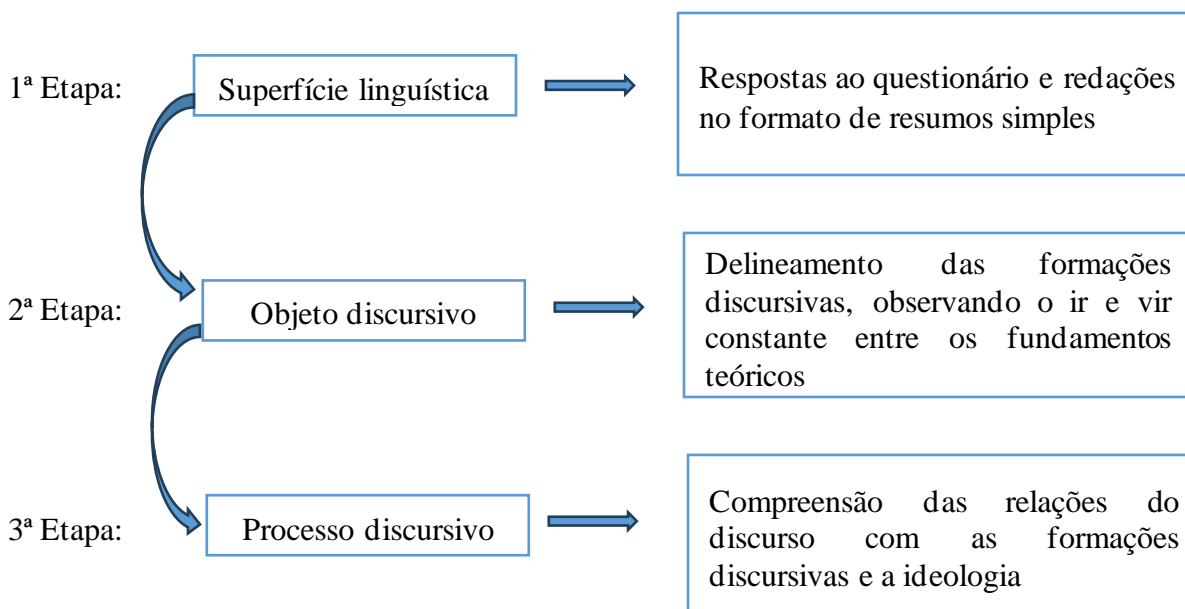 1ª Etapa:
Superfície linguística
Respostas ao questionário e redações
no formato de resumos simples
2ª Etapa:
Objeto discursivo
Delineamento das formações
discursivas, observando o ir e vir
constante entre os fundamentos
teóricos
3ª Etapa:
Processo discursivo
Compreensão das relações do
discurso com as formações
discursivas e a ideologia